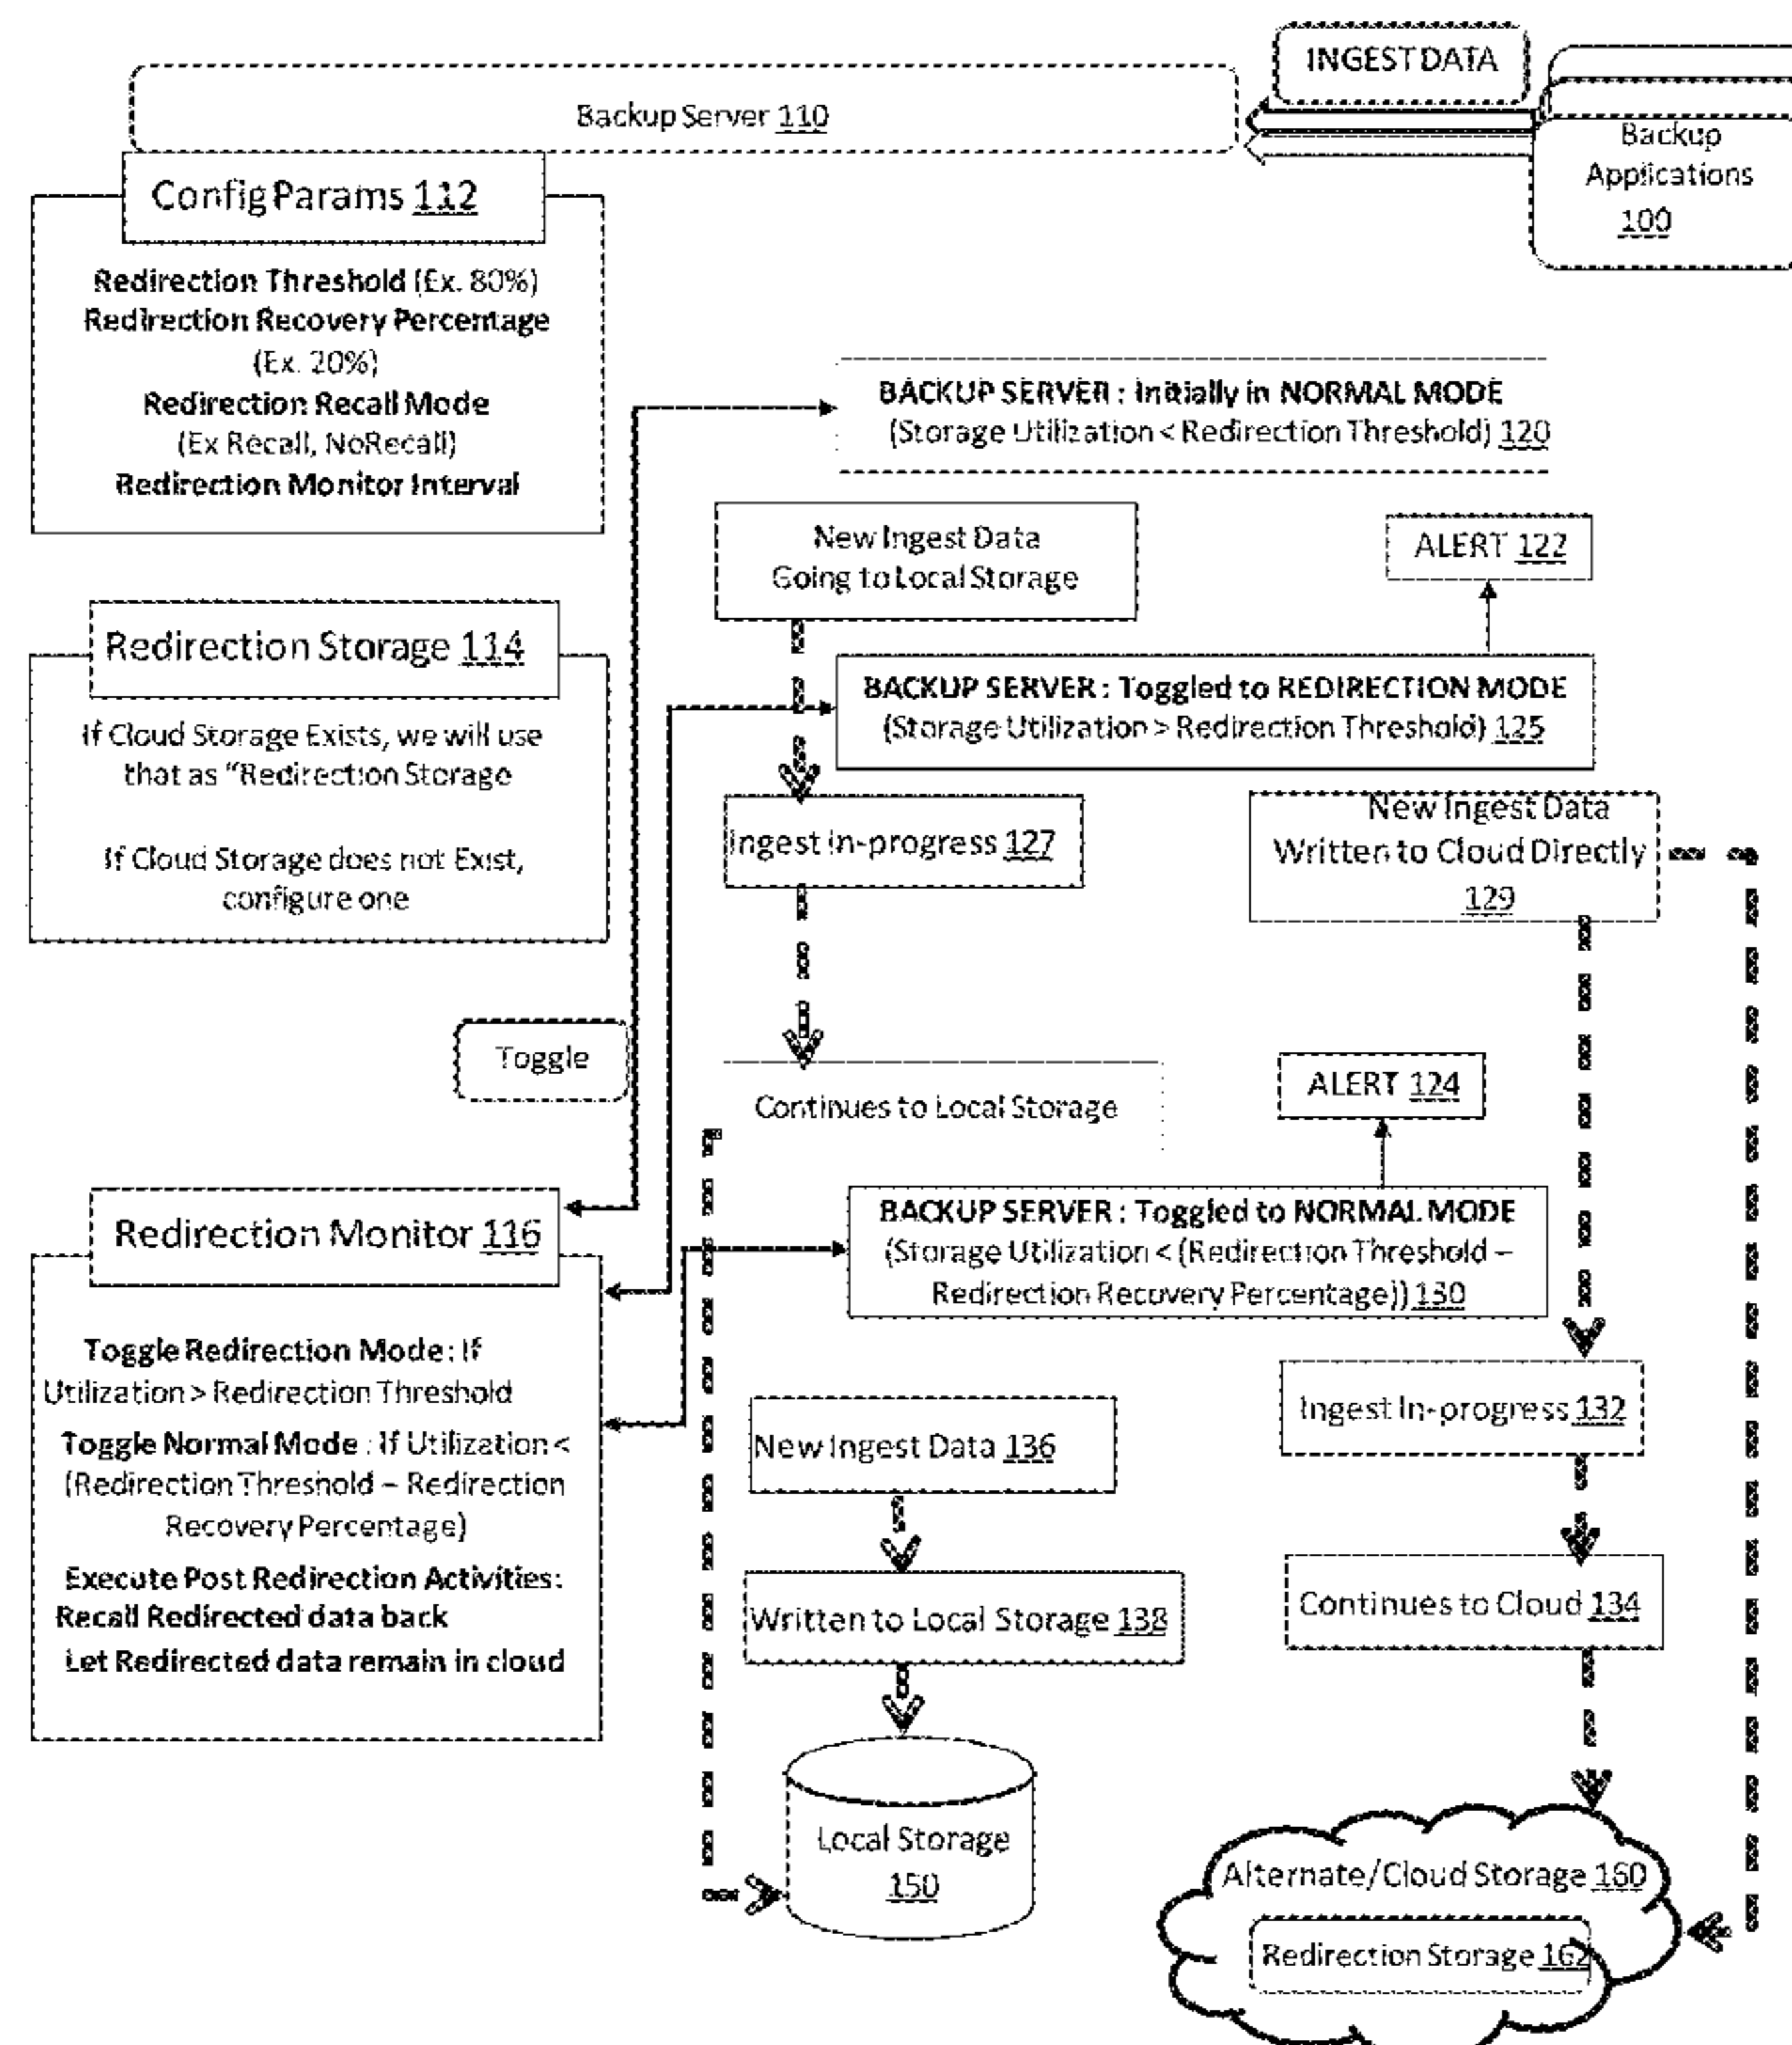 INGEST DATA
Backup Server 110
Backup
Applications
100
Config Params 112
Redirection Threshold (Ex. 80%)
Redirection Recovery Percentage
(Ex. 20%)
Redirection Recall Mode
(Ex Recall, NoRecall)
Redirection Monitor Interval
BACKUP SERVER : Initially in NORMAL MODE
(Storage Utilization < Redirection Threshold) 120
New Ingest Data
Going to Local Storage
ALERT 122
Redirection Storage 114
If Cloud Storage Exists, we will use
that as “Redirection Storage
If Cloud Storage does not Exist,
configure one
BACKUP SERVER : Toggled to REDIRECTION MODE
(Storage Utilization > Redirection Threshold) 125
Ingest In-progress 127
New Ingest Data
Written to Cloud Directly
129
Toggle
Continues to Local Storage
ALERT 124
Redirection Monitor 116
Toggle Redirection Mode: If
Utilization > Redirection Threshold
Toggle Normal Mode : If Utilization <
(Redirection Threshold – Redirection
Recovery Percentage)
Execute Post Redirection Activities:
Recall Redirected data back
Let Redirected data remain in cloud
BACKUP SERVER : Toggled to NORMAL MODE
(Storage Utilization < (Redirection Threshold –
Redirection Recovery Percentage)) 130
Ingest In-progress 132
New Ingest Data 136
Continues to Cloud 134
Written to Local Storage 138
Local Storage
150
Alternate/Cloud Storage 160
Redirection Storage 162